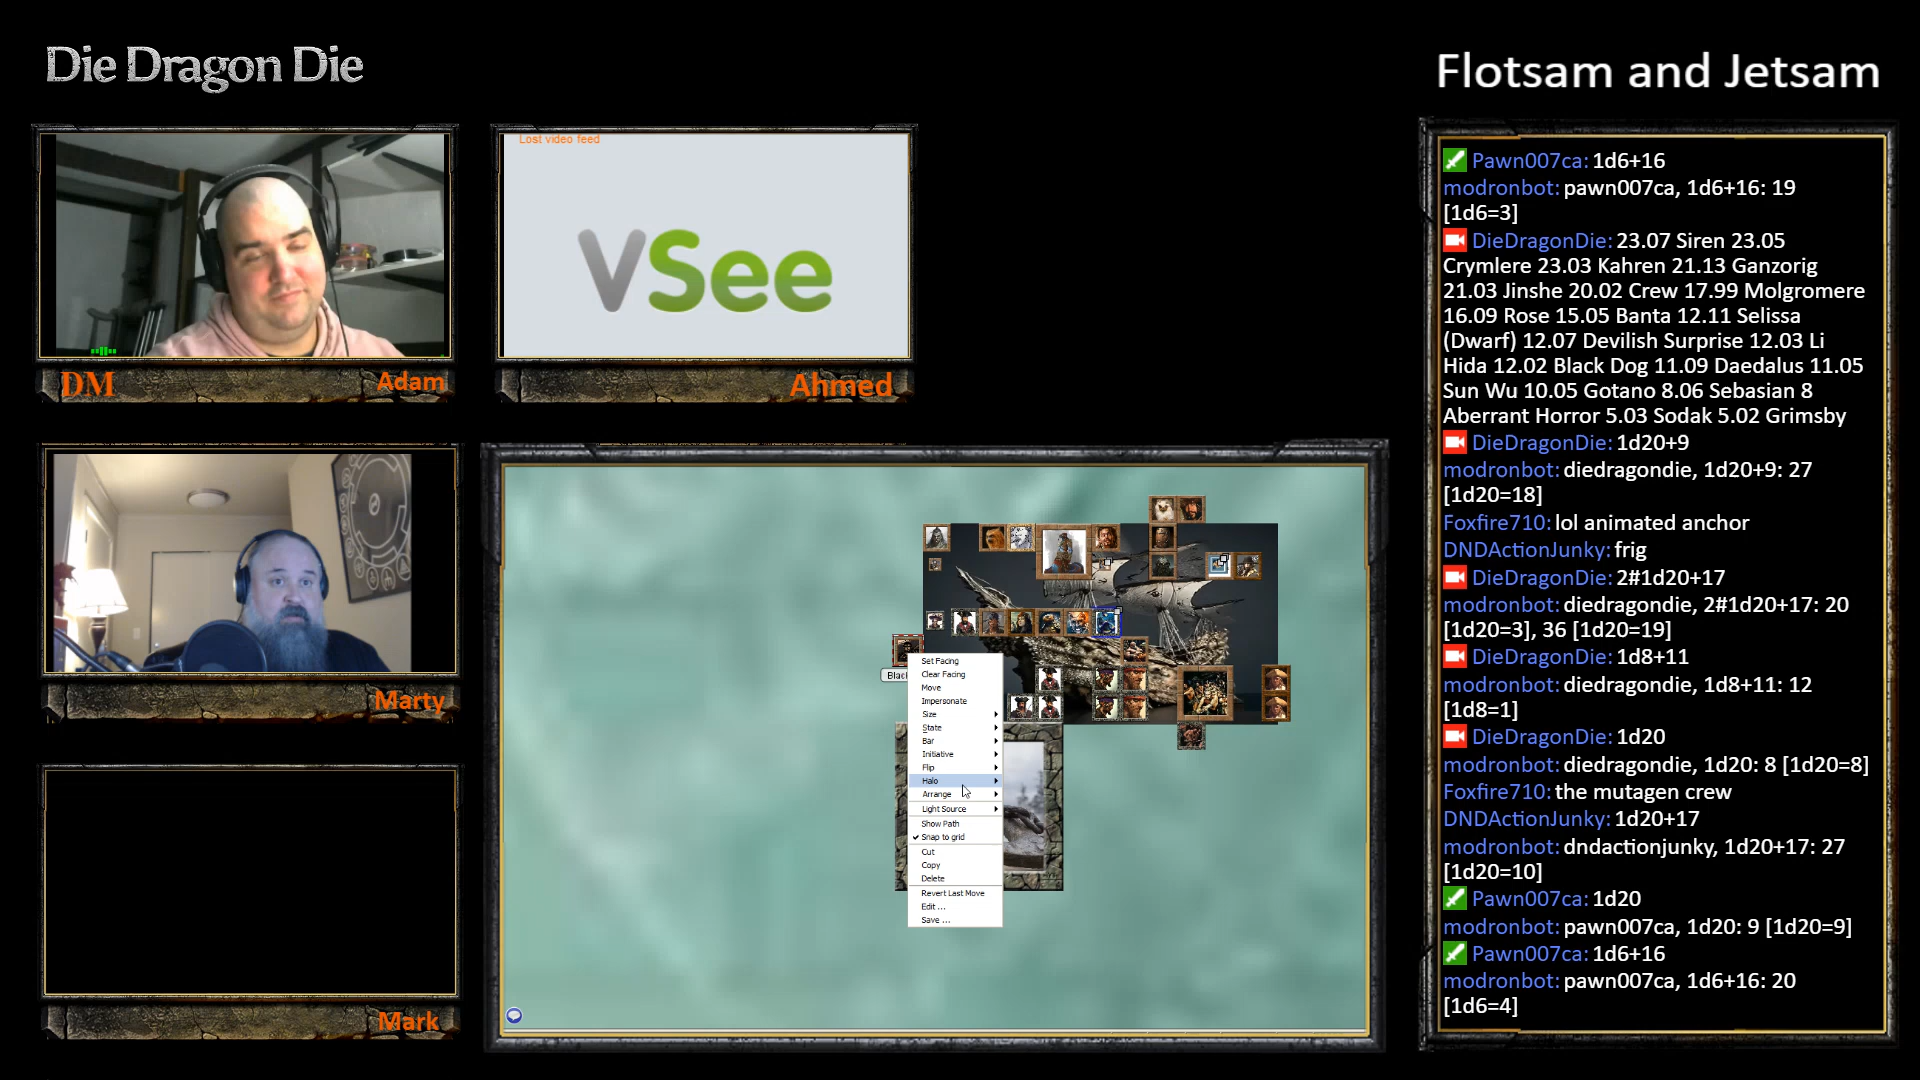 Die Dragon Die
Flotsam and Jetsam
Lost video feed
VSee
DM
Adam
Ahmed
Marty
Mark
Set Facing
Clear Facing
Move
Impersonate
Size
State
Bar
Initiative
Flip
Halo
Arrange
Light Source
Show Path
Snap to grid
Cut
Copy
Delete
Revert Last Move
Edit ...
Save ...
Pawn007ca: 1d6+16
modronbot: pawn007ca, 1d6+16: 19
[1d6=3]
DieDragonDie: 23.07 Siren 23.05
Crymlere 23.03 Kahren 21.13 Ganzorig
21.03 Jinshe 20.02 Crew 17.99 Molgromere
16.09 Rose 15.05 Banta 12.11 Selissa
(Dwarf) 12.07 Devilish Surprise 12.03 Li
Hida 12.02 Black Dog 11.09 Daedalus 11.05
Sun Wu 10.05 Gotano 8.06 Sebasian 8
Aberrant Horror 5.03 Sodak 5.02 Grimsby
DieDragonDie: 1d20+9
modronbot: diedragondie, 1d20+9: 27
[1d20=18]
Foxfire710: lol animated anchor
DNDActionJunky: frig
DieDragonDie: 2#1d20+17
modronbot: diedragondie, 2#1d20+17: 20
[1d20=3], 36 [1d20=19]
DieDragonDie: 1d8+11
modronbot: diedragondie, 1d8+11: 12
[1d8=1]
DieDragonDie: 1d20
modronbot: diedragondie, 1d20: 8 [1d20=8]
Foxfire710: the mutagen crew
DNDActionJunky: 1d20+17
modronbot: dndactionjunky, 1d20+17: 27
[1d20=10]
Pawn007ca: 1d20
modronbot: pawn007ca, 1d20: 9 [1d20=9]
Pawn007ca: 1d6+16
modronbot: pawn007ca, 1d6+16: 20
[1d6=4]